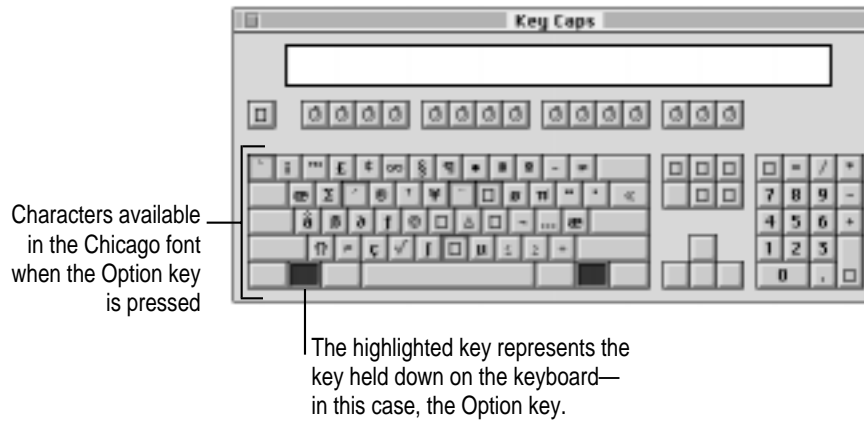 Key Caps
™ £ ¢ ∞ § ¶ •
œ Σ ´ ® ¥ ¨ ø π “ ‘ «
å ß ∂ ƒ © ∆ ¬ … æ
≠ ç √ ∫ µ ≤ ≥ ÷
= / *
7 8 9 -
4 5 6 +
1 2 3
0 .
Characters available
in the Chicago font
when the Option key
is pressed
The highlighted key represents the
key held down on the keyboard—
in this case, the Option key.